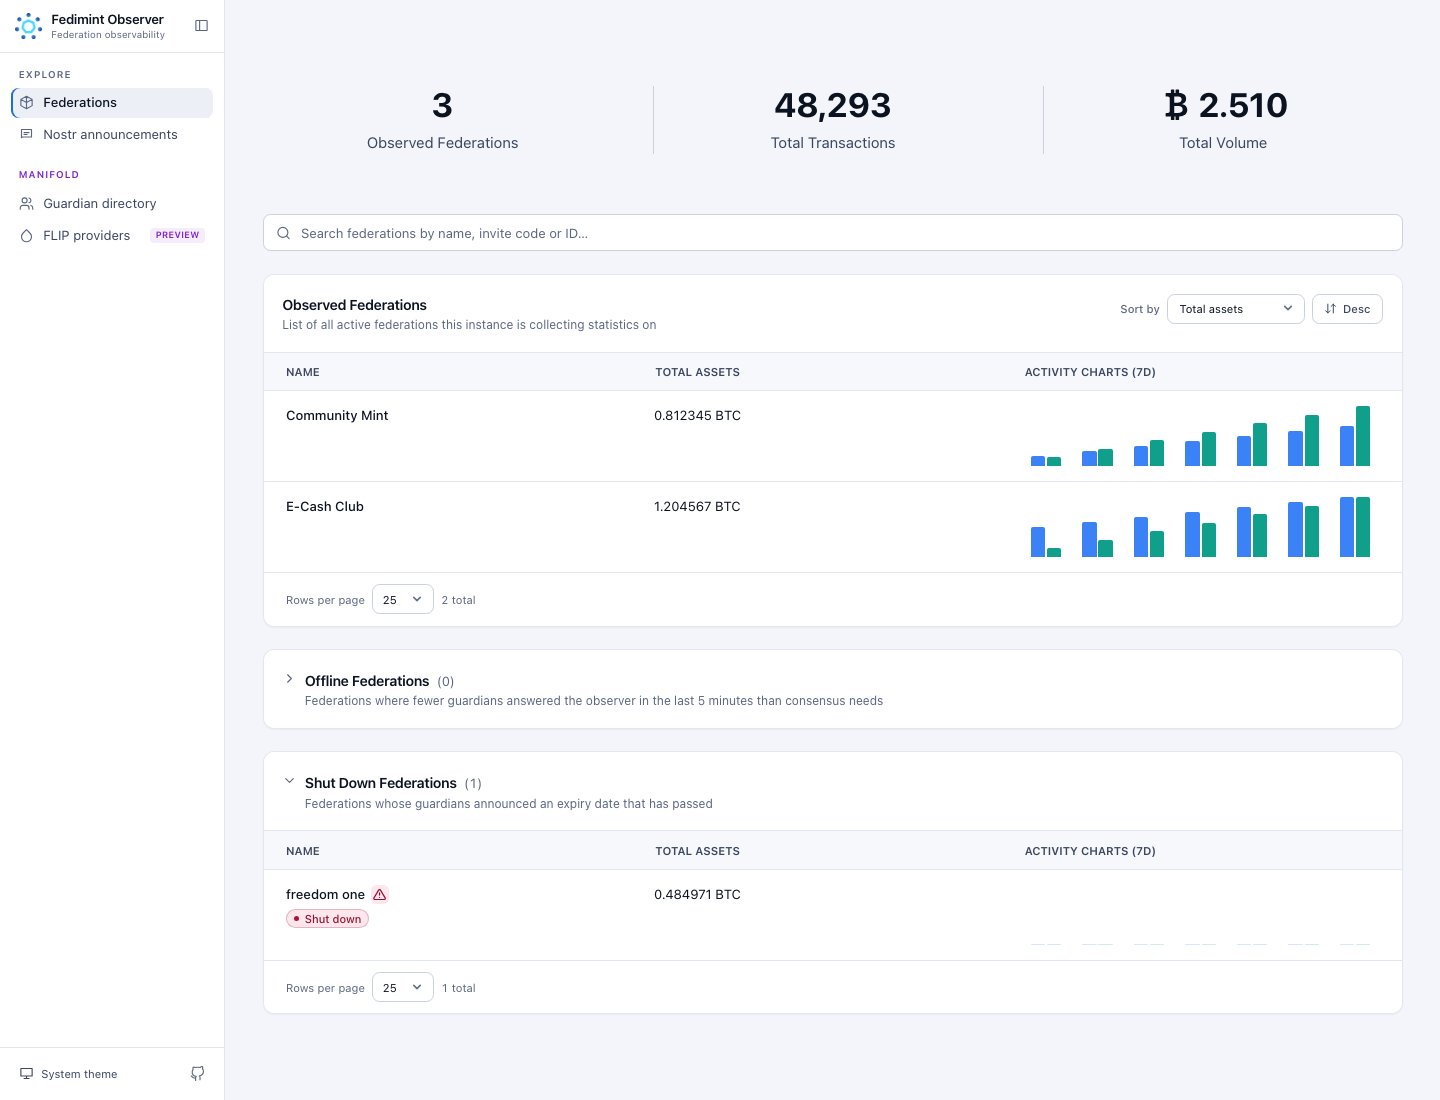 Fedimint Observer
Federation observability
EXPLORE
Federations
Nostr announcements
MANIFOLD
Guardian directory
FLIP providers PREVIEW
System theme
3
Observed Federations
48,293
Total Transactions
₿ 2.510
Total Volume
Search federations by name, invite code or ID...
Observed Federations
List of all active federations this instance is collecting statistics on
Sort by Total assets Desc
NAME TOTAL ASSETS ACTIVITY CHARTS (7D)
Community Mint 0.812345 BTC
E-Cash Club 1.204567 BTC
Rows per page 25 2 total
Offline Federations (0)
Federations where fewer guardians answered the observer in the last 5 minutes than consensus needs
Shut Down Federations (1)
Federations whose guardians announced an expiry date that has passed
NAME TOTAL ASSETS ACTIVITY CHARTS (7D)
freedom one 0.484971 BTC
Shut down
Rows per page 25 1 total